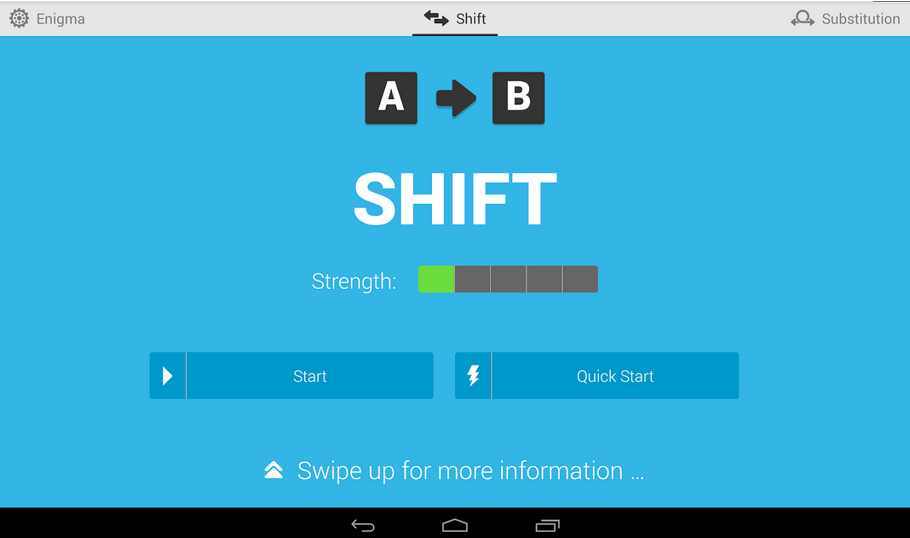 Enigma
Shift
Substitution
A B
SHIFT
Strength:
Start
Quick Start
Swipe up for more information ...